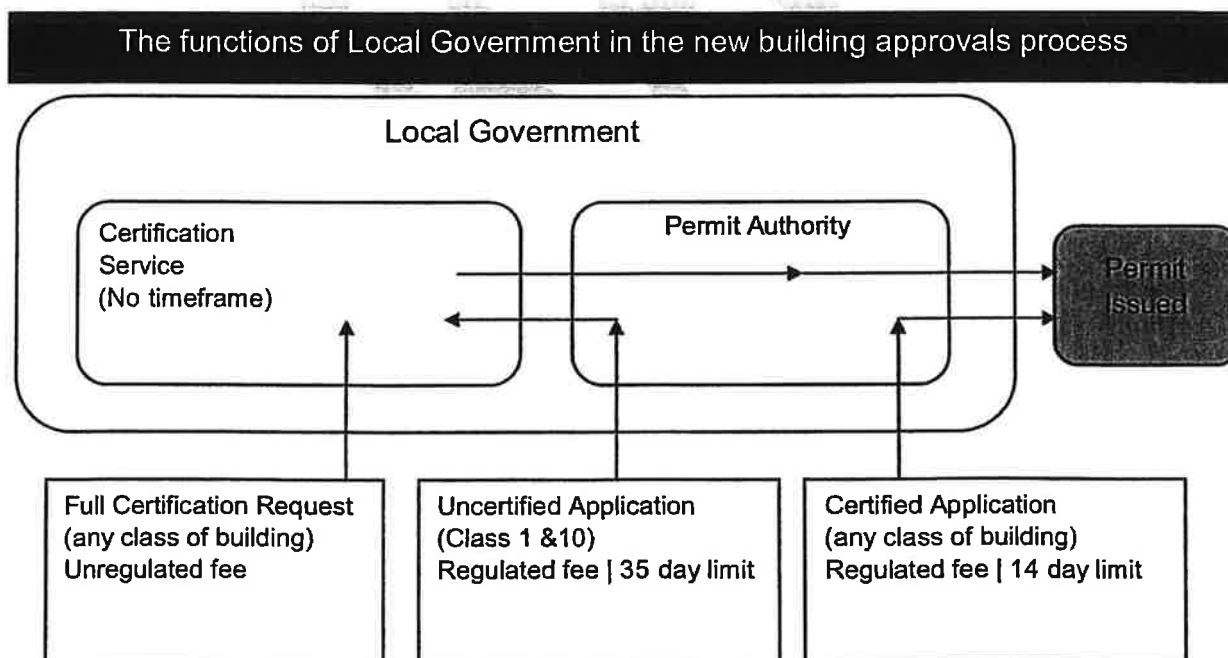 The functions of Local Government in the new building approvals process
Local Government
Certification
Service
(No timeframe)
Permit Authority
Permit
Issued
Full Certification Request
(any class of building)
Unregulated fee
Uncertified Application
(Class 1 &10)
Regulated fee | 35 day limit
Certified Application
(any class of building)
Regulated fee | 14 day limit